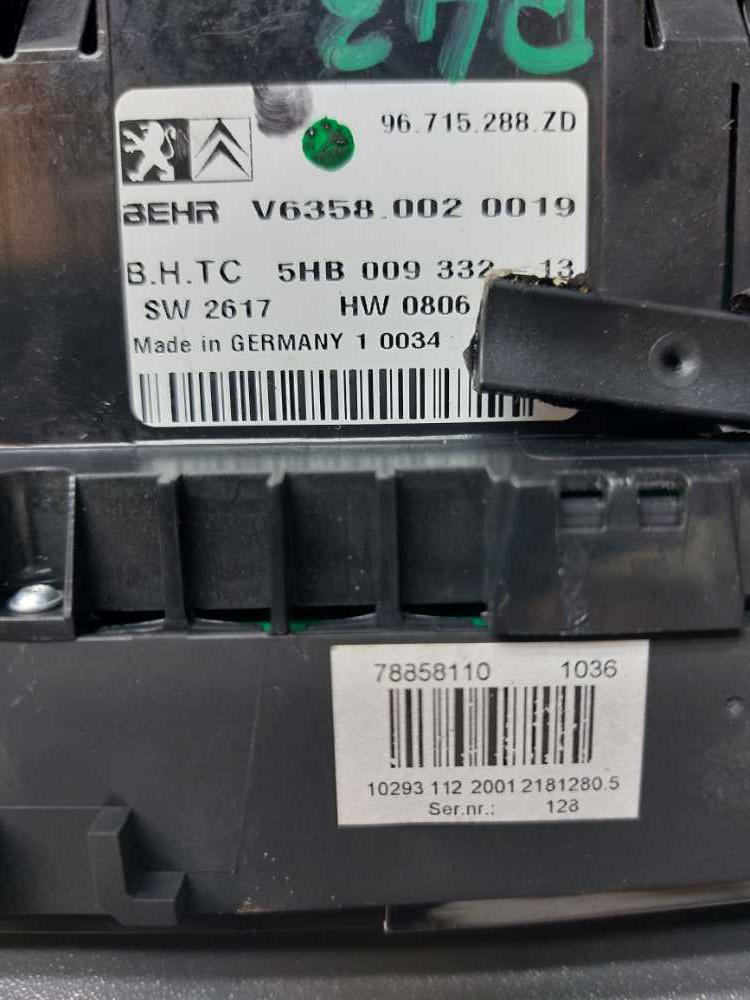 96.715.288.ZD
BEHR V6358.002 0019
B.H.TC 5HB 009 332 - 13
SW 2617 HW 0806
Made in GERMANY 1 0034
78858110 1036
10293 112 2001 2181280.5
Ser.nr.: 128